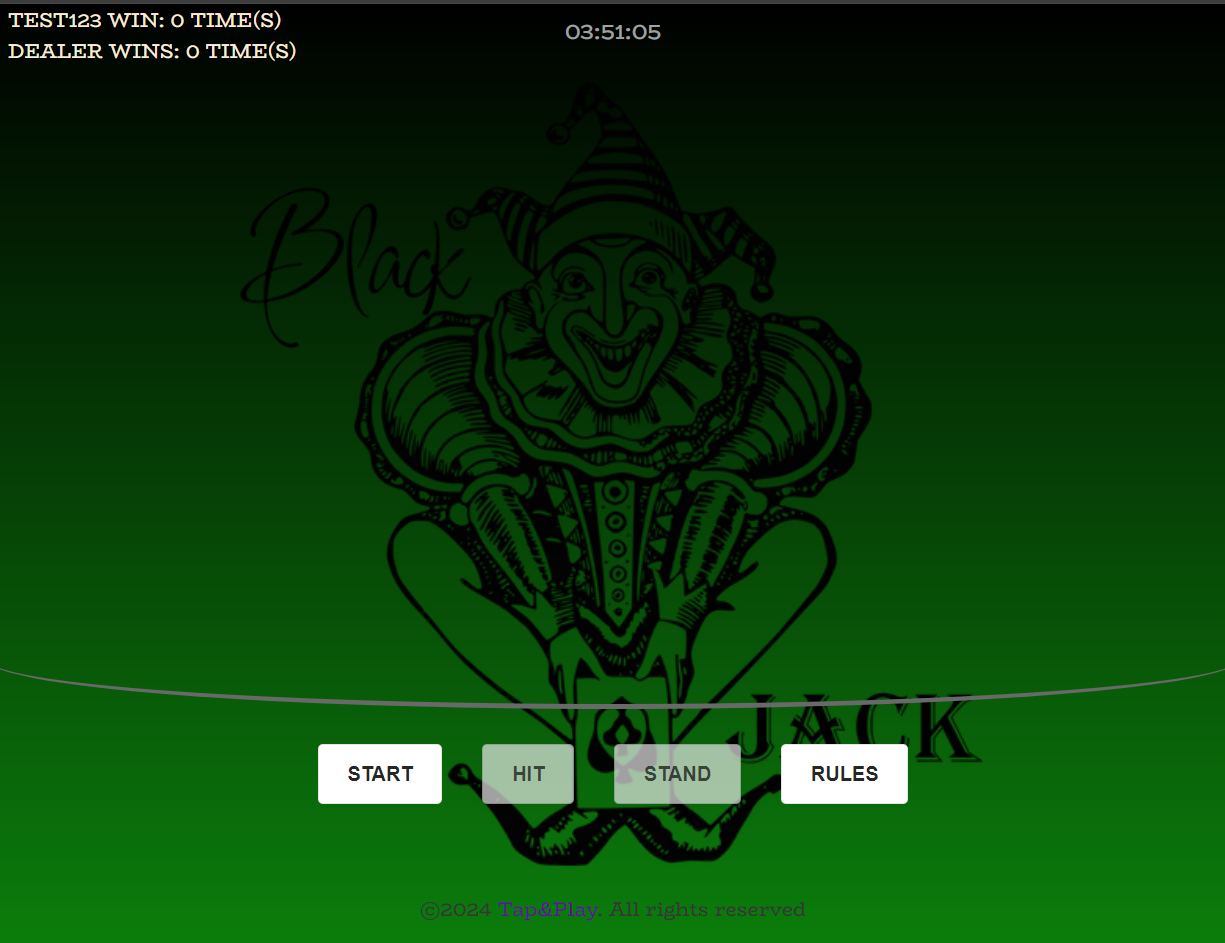 TEST123 WIN: 0 TIME(S)
03:51:05
DEALER WINS: 0 TIME(S)
Black
JACK
START
HIT
STAND
RULES
©2024 Tap&Play. All rights reserved